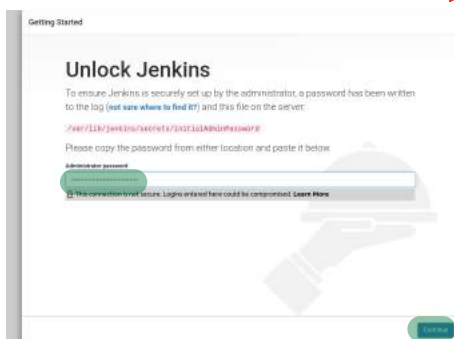 Getting Started
Unlock Jenkins
To ensure Jenkins is securely set up by the administrator, a password has been written
to the log (not sure where to find it?) and this file on the server:
/var/lib/jenkins/secrets/initialAdminPassword
Please copy the password from either location and paste it below.
Administrator password
This connection is not secure. Logins entered here could be compromised. Learn More
Continue